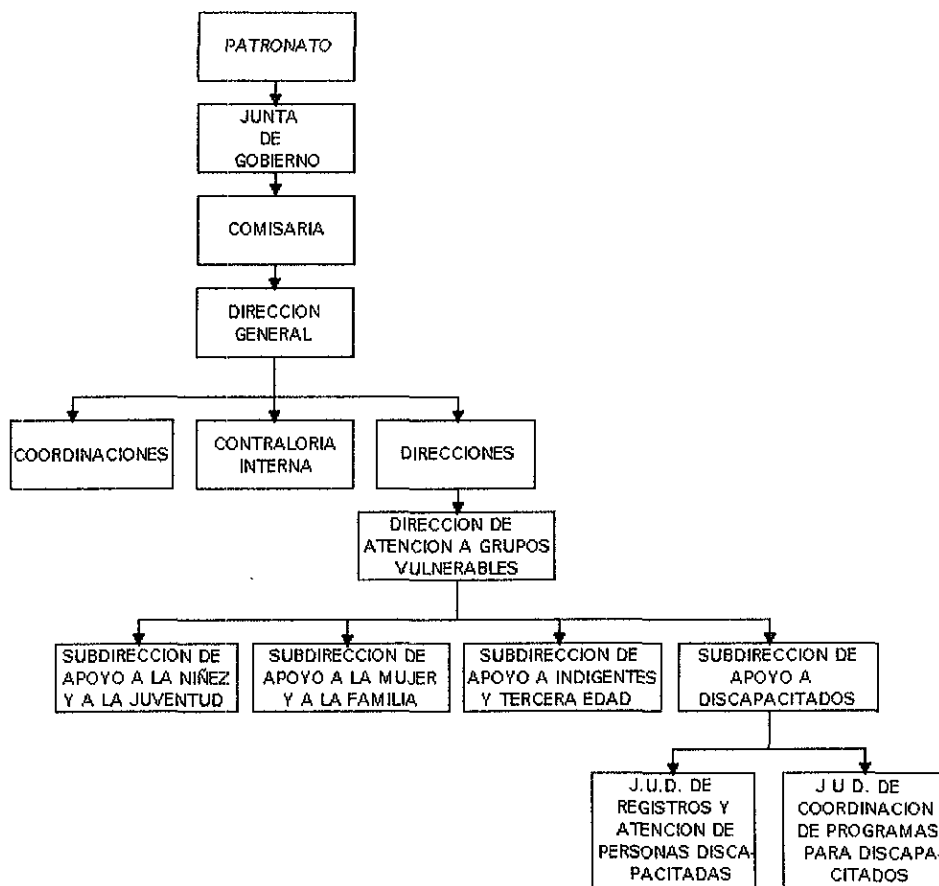 PATRONATO
JUNTA
DE
GOBIERNO
COMISARIA
DIRECCION
GENERAL
COORDINACIONES
CONTRALORIA
INTERNA
DIRECCIONES
DIRECCION DE
ATENCION A GRUPOS
VULNERABLES
SUBDIRECCION DE
APOYO A LA NIÑEZ
Y A LA JUVENTUD
SUBDIRECCION DE
APOYO A LA MUJER
Y A LA FAMILIA
SUBDIRECCION DE
APOYO A INDIGENTES
Y TERCERA EDAD
SUBDIRECCION DE
APOYO A
DISCAPACITADOS
J.U.D. DE
REGISTROS Y
ATENCION DE
PERSONAS DISCA-
PACITADAS
J U D. DE
COORDINACION
DE PROGRAMAS
PARA DISCAPA-
CITADOS